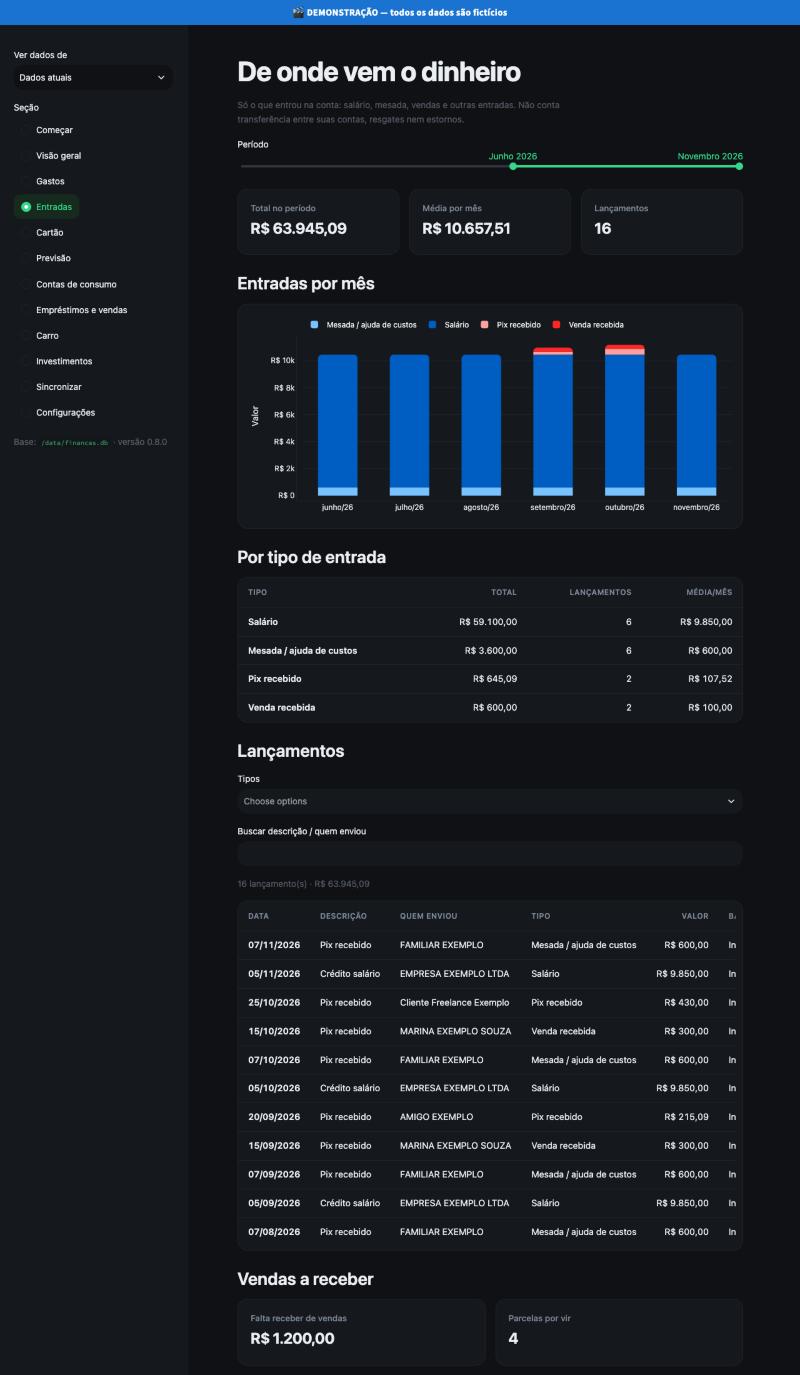 🎬 DEMONSTRAÇÃO — todos os dados são fictícios
Ver dados de
Dados atuais
Seção
Começar
Visão geral
Gastos
Entradas
Cartão
Previsão
Contas de consumo
Empréstimos e vendas
Carro
Investimentos
Sincronizar
Configurações
Base: /data/financas.db · versão 0.8.0
De onde vem o dinheiro
Só o que entrou na conta: salário, mesada, vendas e outras entradas. Não conta
transferência entre suas contas, resgates nem estornos.
Período
Junho 2026 Novembro 2026
Total no período Média por mês Lançamentos
R$ 63.945,09 R$ 10.657,51 16
Entradas por mês
Mesada / ajuda de custos Salário Pix recebido Venda recebida
Valor
R$ 10k
R$ 8k
R$ 6k
R$ 4k
R$ 2k
R$ 0
junho/26 julho/26 agosto/26 setembro/26 outubro/26 novembro/26
Por tipo de entrada
TIPO TOTAL LANÇAMENTOS MÉDIA/MÊS
Salário R$ 59.100,00 6 R$ 9.850,00
Mesada / ajuda de custos R$ 3.600,00 6 R$ 600,00
Pix recebido R$ 645,09 2 R$ 107,52
Venda recebida R$ 600,00 2 R$ 100,00
Lançamentos
Tipos
Choose options
Buscar descrição / quem enviou
16 lançamento(s) · R$ 63.945,09
DATA DESCRIÇÃO QUEM ENVIOU TIPO VALOR
07/11/2026 Pix recebido FAMILIAR EXEMPLO Mesada / ajuda de custos R$ 600,00 In
05/11/2026 Crédito salário EMPRESA EXEMPLO LTDA Salário R$ 9.850,00 In
25/10/2026 Pix recebido Cliente Freelance Exemplo Pix recebido R$ 430,00 In
15/10/2026 Pix recebido MARINA EXEMPLO SOUZA Venda recebida R$ 300,00 In
07/10/2026 Pix recebido FAMILIAR EXEMPLO Mesada / ajuda de custos R$ 600,00 In
05/10/2026 Crédito salário EMPRESA EXEMPLO LTDA Salário R$ 9.850,00 In
20/09/2026 Pix recebido AMIGO EXEMPLO Pix recebido R$ 215,09 In
15/09/2026 Pix recebido MARINA EXEMPLO SOUZA Venda recebida R$ 300,00 In
07/09/2026 Pix recebido FAMILIAR EXEMPLO Mesada / ajuda de custos R$ 600,00 In
05/09/2026 Crédito salário EMPRESA EXEMPLO LTDA Salário R$ 9.850,00 In
07/08/2026 Pix recebido FAMILIAR EXEMPLO Mesada / ajuda de custos R$ 600,00 In
Vendas a receber
Falta receber de vendas Parcelas por vir
R$ 1.200,00 4